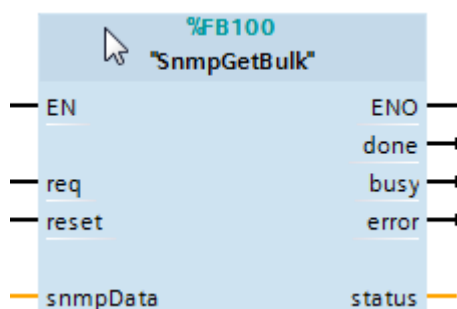 %FB100
"SnmpGetBulk"
EN ENO
done
req busy
reset error
snmpData status